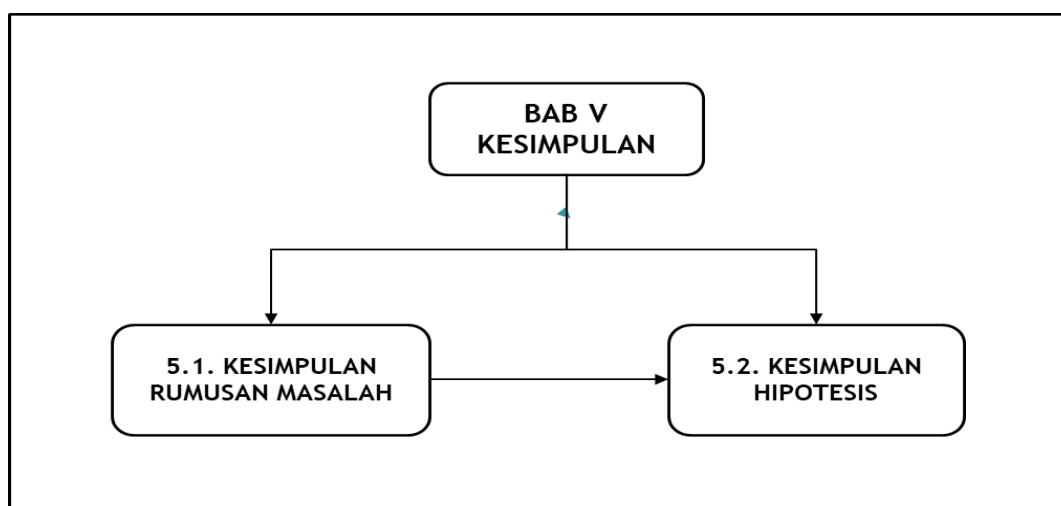 BAB V
KESIMPULAN
5.1. KESIMPULAN
RUMUSAN MASALAH
5.2. KESIMPULAN
HIPOTESIS